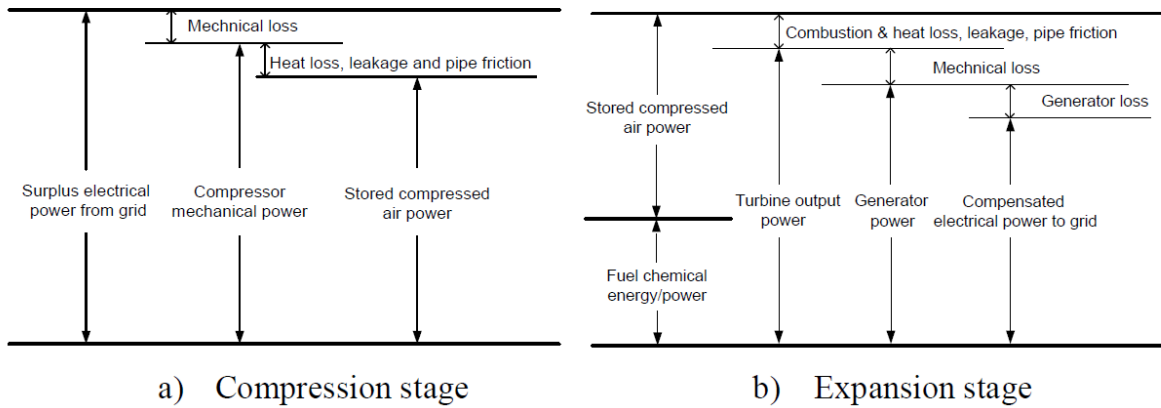 Mechnical loss
Heat loss, leakage and pipe friction
Surplus electrical
power from grid
Compressor
mechanical power
Stored compressed
air power
a) Compression stage
Combustion & heat loss, leakage, pipe friction
Mechnical loss
Generator loss
Stored compressed
air power
Turbine output
power
Generator
power
Compensated
electrical power to grid
Fuel chemical
energy/power
b) Expansion stage